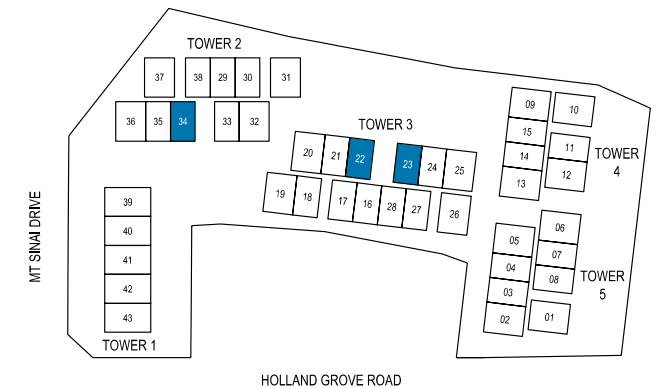 TOWER 2
37 38 29 30 31
36 35 34 33 32
TOWER 3
20 21 22 23 24 25
19 18 17 16 28 27 26
09 10
15 11
14 12
13
TOWER
4
05 06
04 07
03 08
02 01
TOWER
5
39
40
41
42
43
TOWER 1
MT SINAI DRIVE
HOLLAND GROVE ROAD